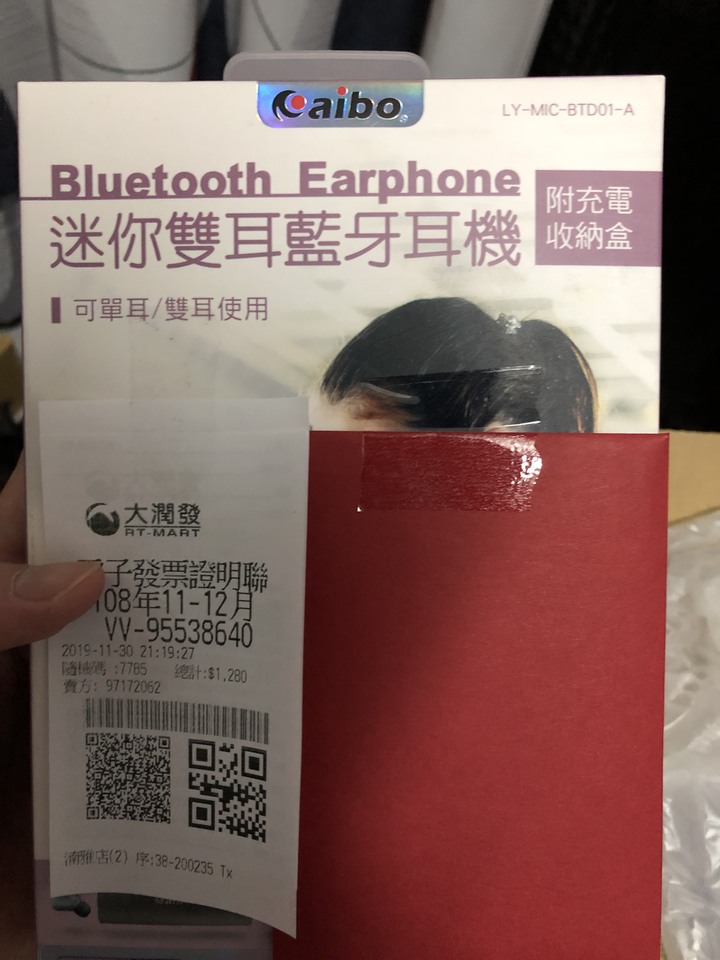 aibo
LY-MIC-BTD01-A
Bluetooth Earphone
迷你雙耳藍牙耳機
附充電
收納盒
可單耳/雙耳使用
大潤發
RT-MART
子發票證明聯
108年11-12月
VV-95538640
2019-11-30 21:19:27
隨機碼 :7785 總計:$1,280
賣方: 97172062
湳雅店(2) 序:38-200235 Tx